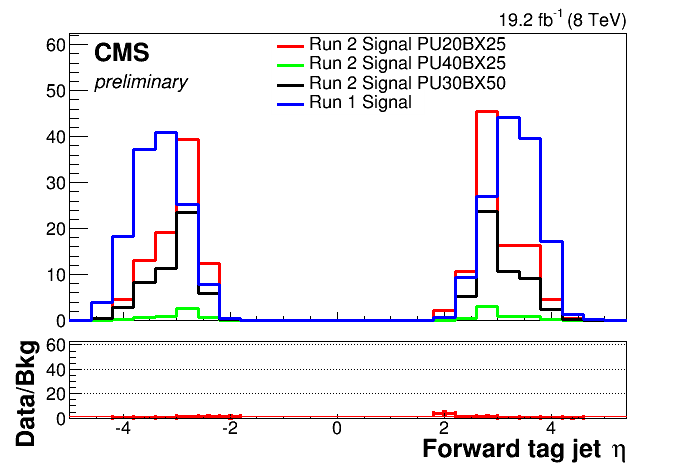 19.2 fb⁻¹ (8 TeV)
CMS
preliminary
Run 2 Signal PU20BX25
Run 2 Signal PU40BX25
Run 2 Signal PU30BX50
Run 1 Signal
60
50
40
30
20
10
0
Data/Bkg
60
40
20
0
-4 -2 0 2 4
Forward tag jet η